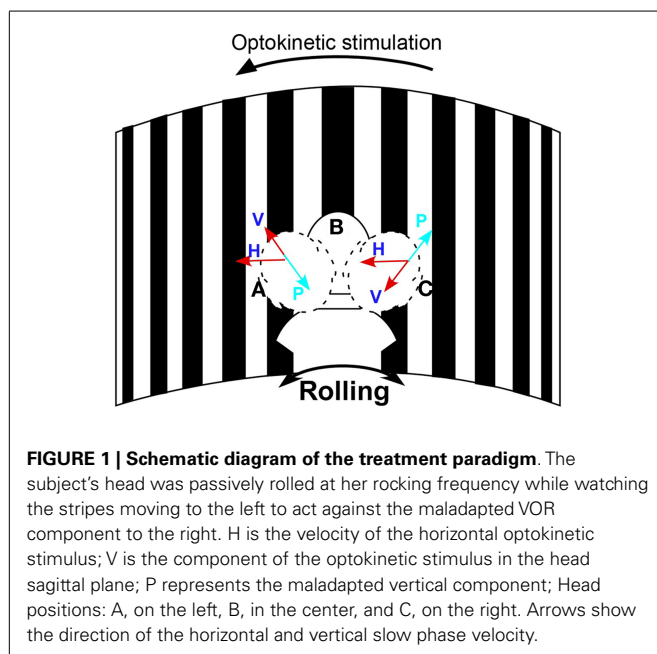 Optokinetic stimulation
B
V
P
H
H
A
P
V
C
Rolling
FIGURE 1 | Schematic diagram of the treatment paradigm. The
subject's head was passively rolled at her rocking frequency while watching
the stripes moving to the left to act against the maladapted VOR
component to the right. H is the velocity of the horizontal optokinetic
stimulus; V is the component of the optokinetic stimulus in the head
sagittal plane; P represents the maladapted vertical component; Head
positions: A, on the left, B, in the center, and C, on the right. Arrows show
the direction of the horizontal and vertical slow phase velocity.